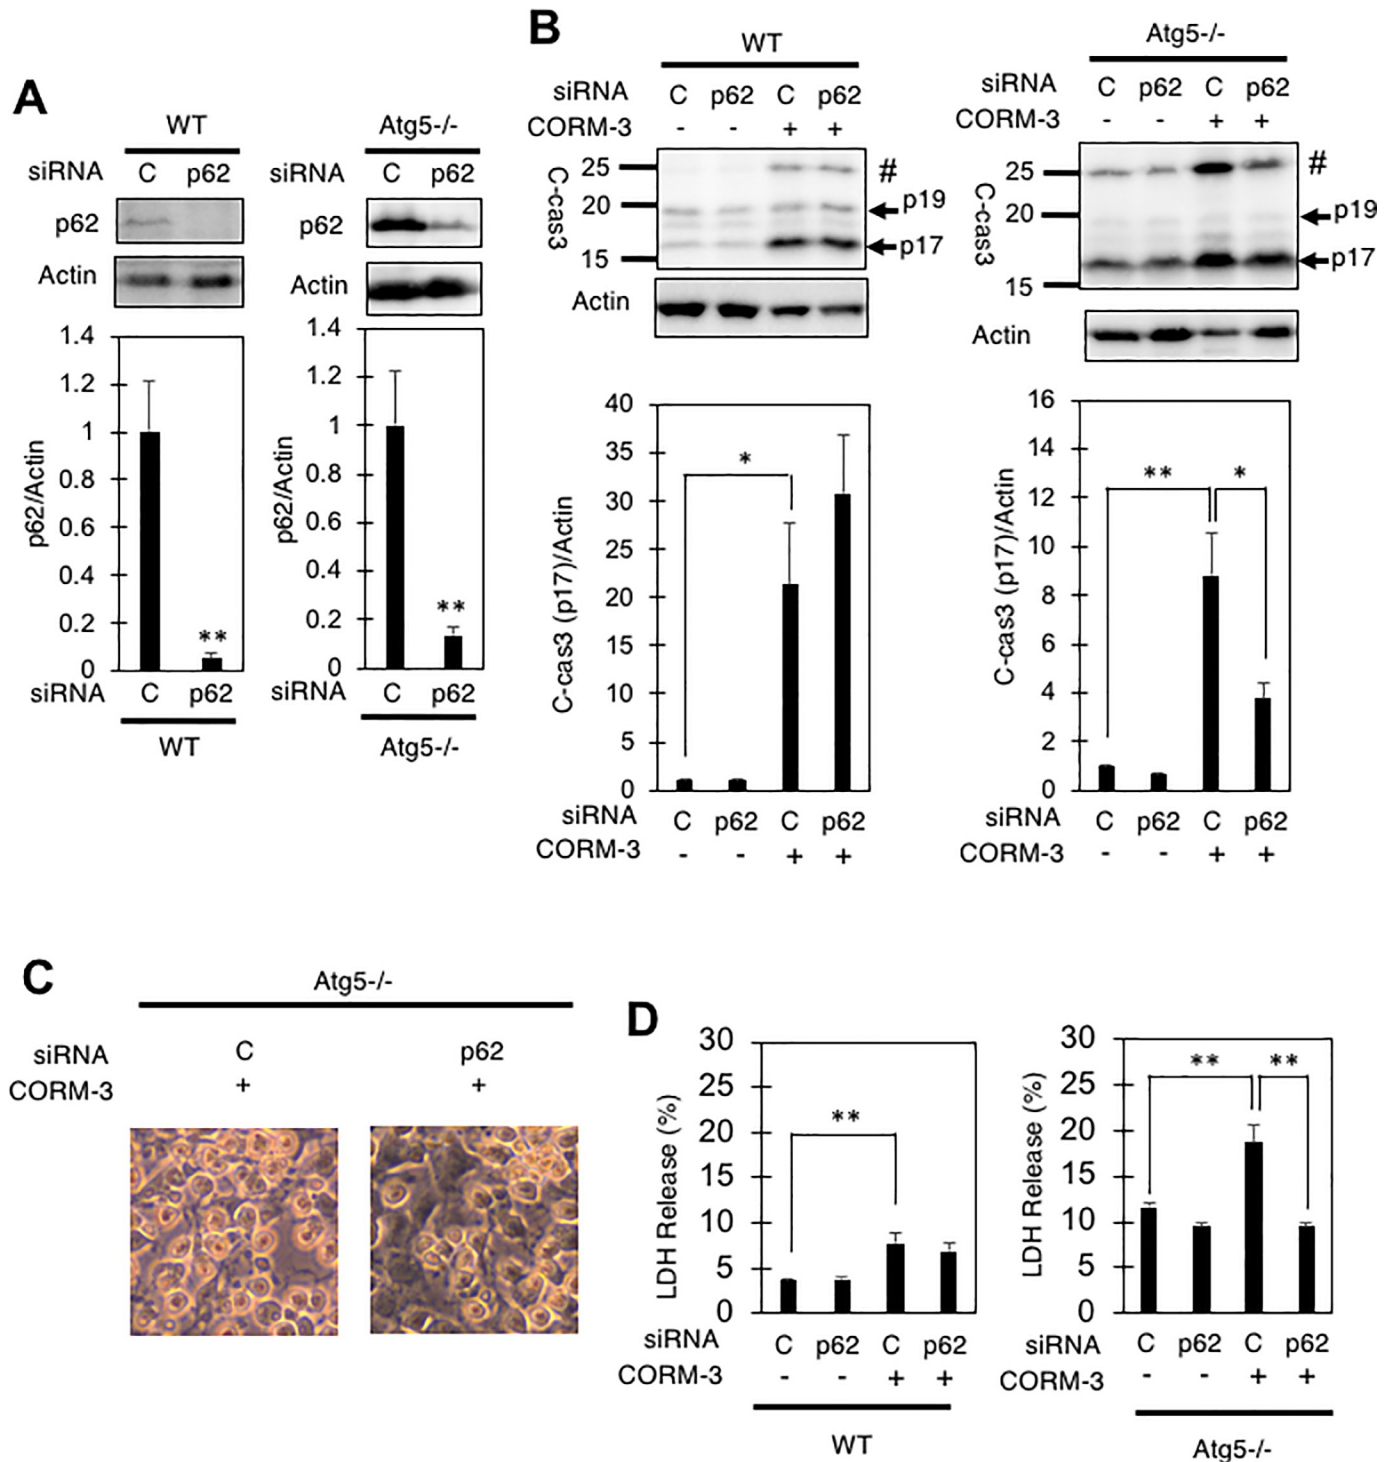 A
WT
siRNA C p62
p62
Actin
1.4
1.2
1
0.8
0.6
0.4
0.2
0
p62/Actin
**
siRNA C p62
WT
Atg5-/-
siRNA C p62
p62
Actin
1.4
1.2
1
0.8
0.6
0.4
0.2
0
p62/Actin
**
siRNA C p62
Atg5-/-
B
WT
siRNA C p62 C p62
CORM-3 - - + +
C-cas3
25
20
15
#
p19
p17
Actin
40
35
30
25
20
15
10
5
0
C-cas3 (p17)/Actin
*
siRNA C p62 C p62
CORM-3 - - + +
Atg5-/-
siRNA C p62 C p62
CORM-3 - - + +
C-cas3
25
20
15
#
p19
p17
Actin
16
14
12
10
8
6
4
2
0
C-cas3 (p17)/Actin
** *
siRNA C p62 C p62
CORM-3 - - + +
C
Atg5-/-
siRNA C p62
CORM-3 + +
D
30
25
20
15
10
5
0
LDH Release (%)
**
siRNA C p62 C p62
CORM-3 - - + +
WT
30
25
20
15
10
5
0
LDH Release (%)
** **
siRNA C p62 C p62
CORM-3 - - + +
Atg5-/-